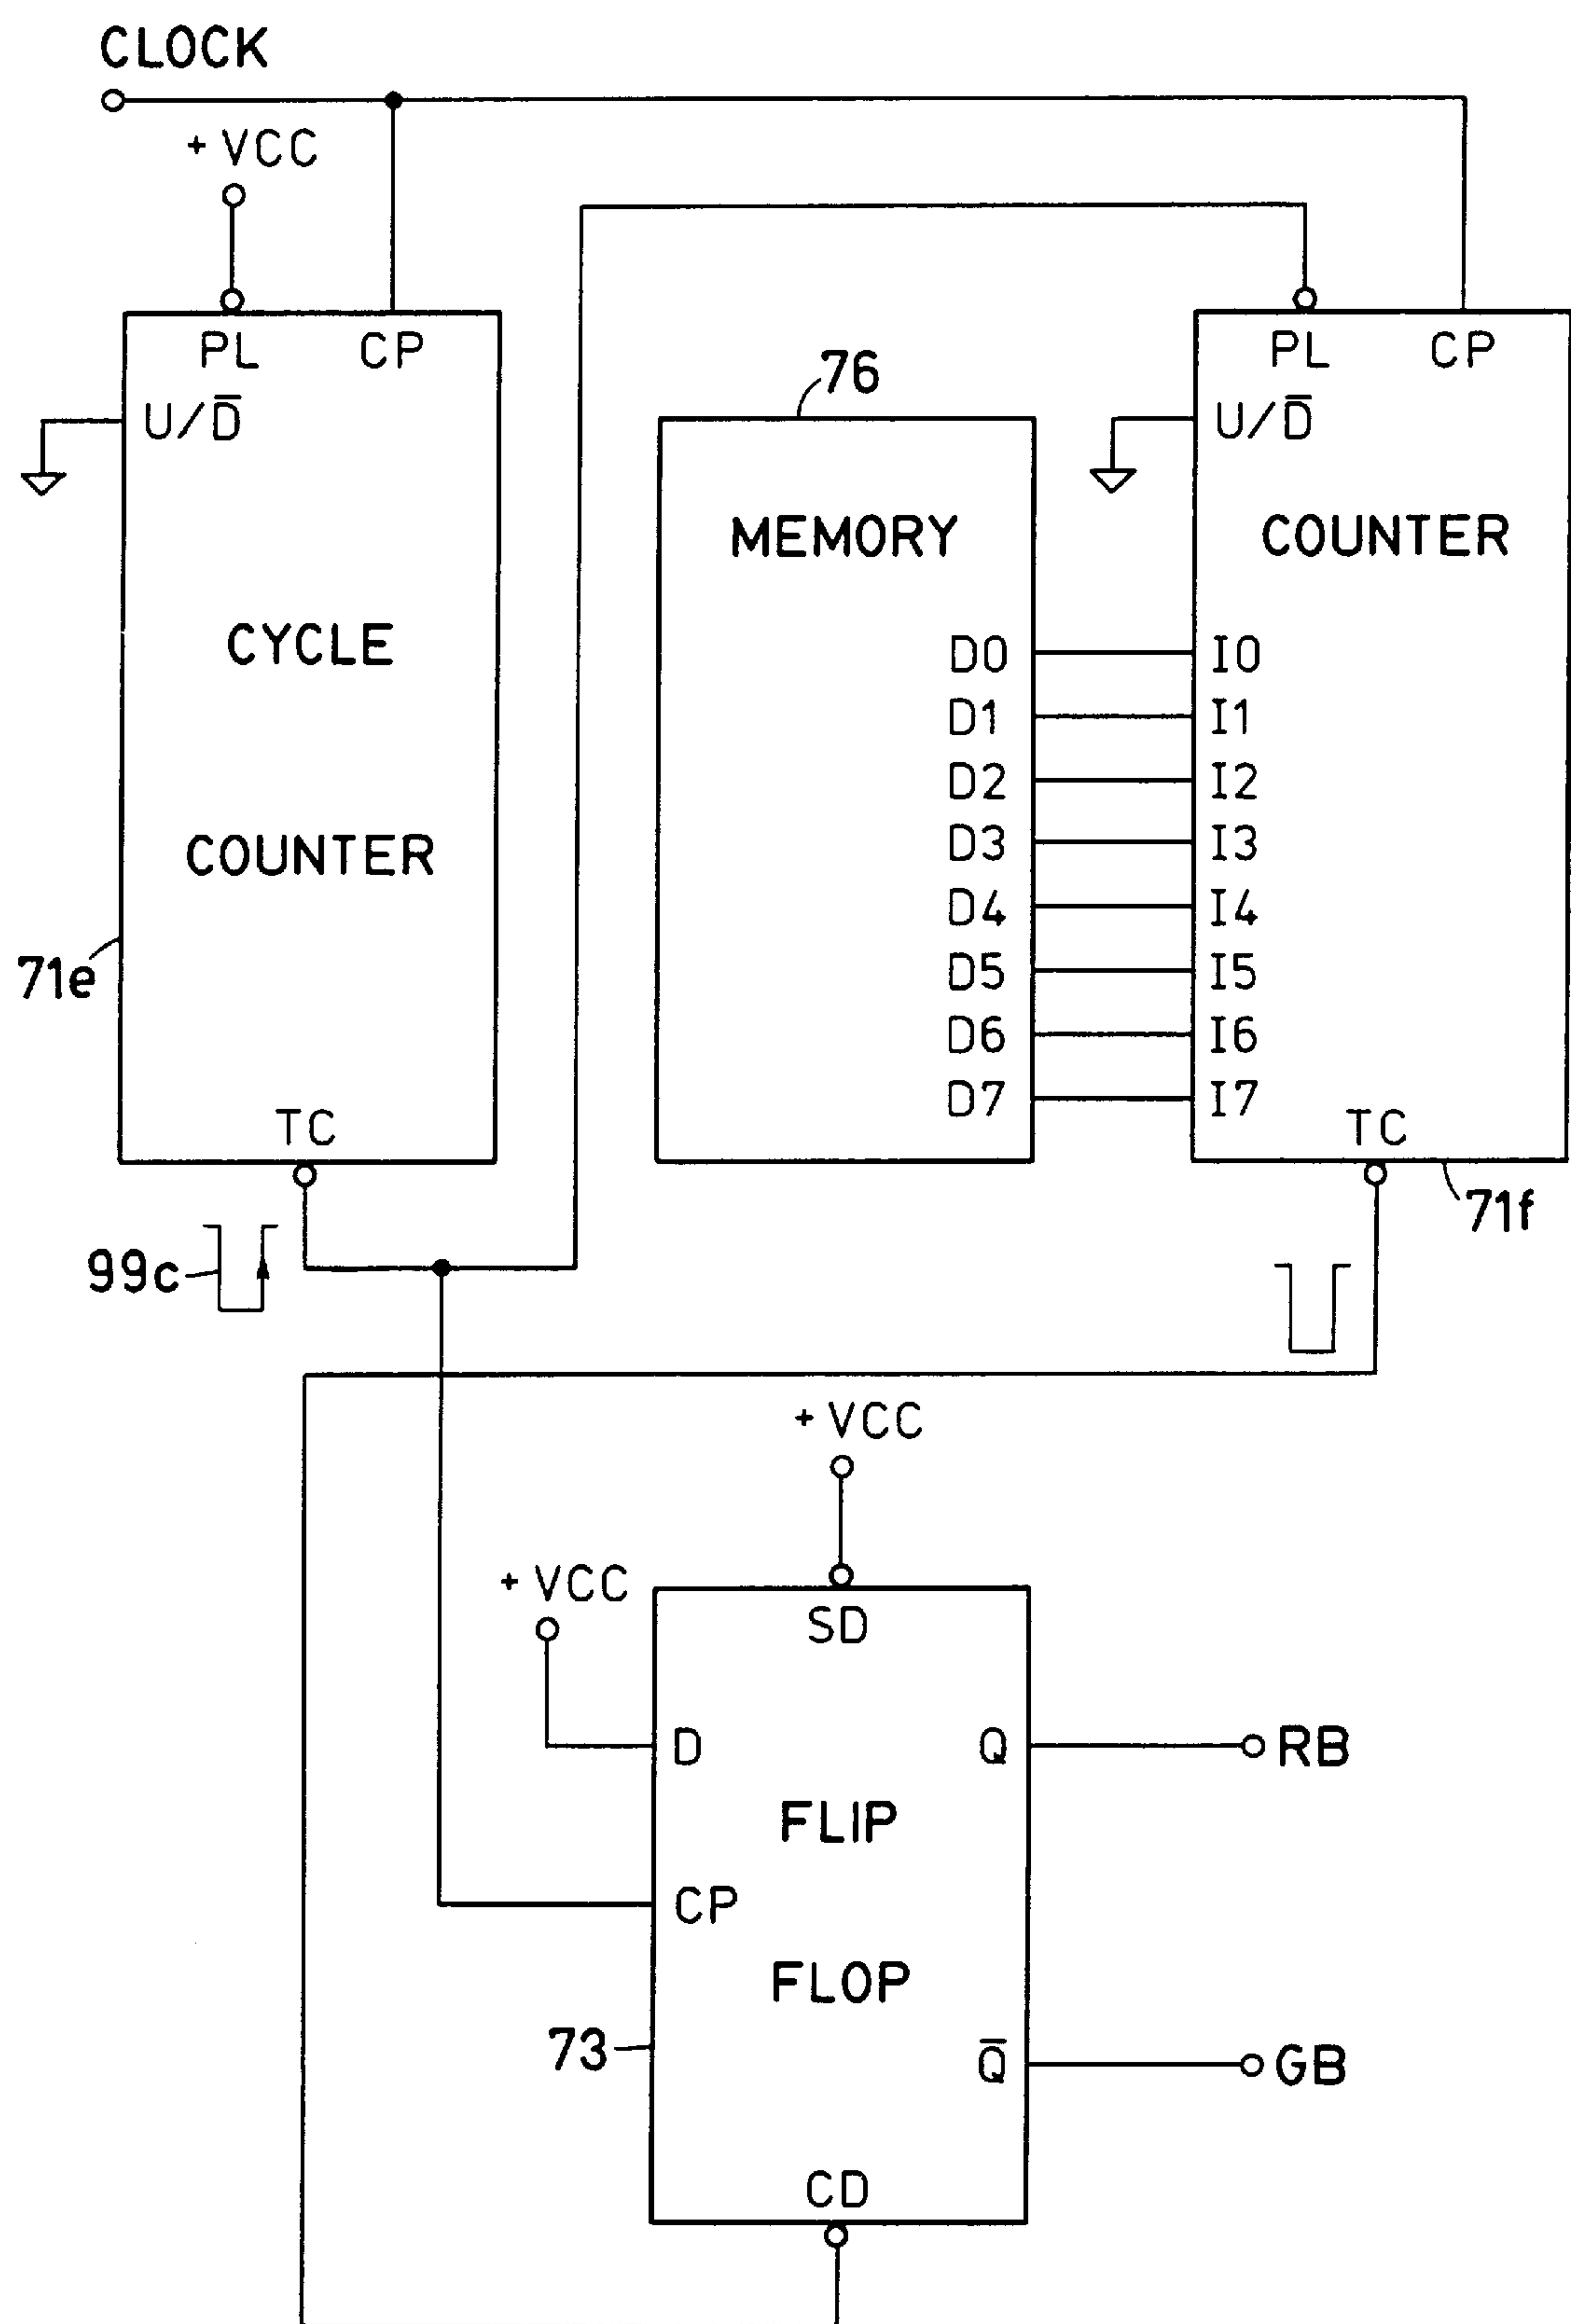 CLOCK
+ VCC
PL CP
U/D̅
CYCLE
COUNTER
TC
71e
99c
76
MEMORY
D0
D1
D2
D3
D4
D5
D6
D7
PL CP
U/D̅
COUNTER
I0
I1
I2
I3
I4
I5
I6
I7
TC
71f
+ VCC
+ VCC
SD
D
Q
RB
FLIP
CP
FLOP
73
Q̅
GB
CD